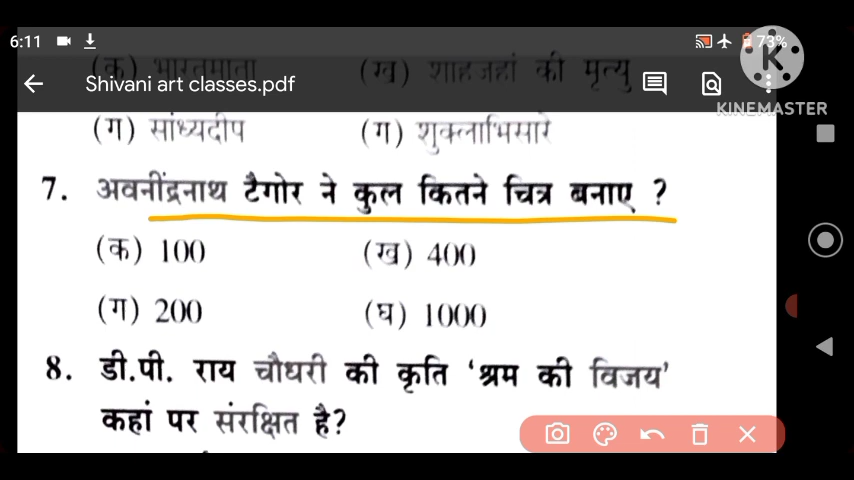 6:11 73%
(क) भारतमाता (ख) शाहजहां की मृत्यु
Shivani art classes.pdf
K
KINEMASTER
(ग) सांध्यदीप (ग) शुक्लाभिसारे
7. अवनींद्रनाथ टैगोर ने कुल कितने चित्र बनाए ?
(क) 100 (ख) 400
(ग) 200 (घ) 1000
8. डी.पी. राय चौधरी की कृति ‘श्रम की विजय’
कहां पर संरक्षित है?